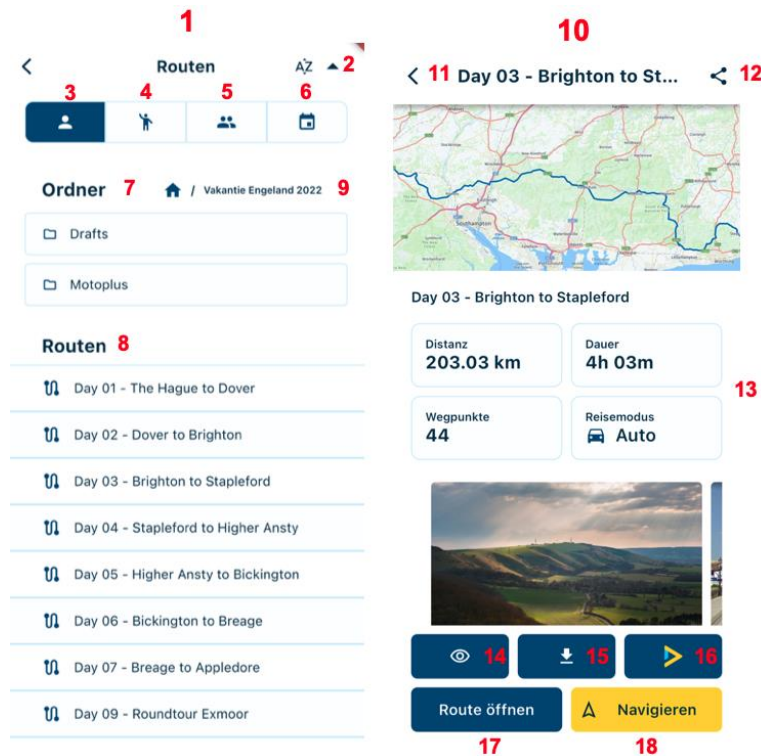 1
Routen
AZ
2
3
4
5
6
Ordner
7
/ Vakantie Engeland 2022
9
Drafts
Motoplus
Routen
8
Day 01 - The Hague to Dover
Day 02 - Dover to Brighton
Day 03 - Brighton to Stapleford
Day 04 - Stapleford to Higher Ansty
Day 05 - Higher Ansty to Bickington
Day 06 - Bickington to Breage
Day 07 - Breage to Appledore
Day 09 - Roundtour Exmoor
10
11
Day 03 - Brighton to St...
12
Southampton
Day 03 - Brighton to Stapleford
Distanz
203.03 km
Dauer
4h 03m
13
Wegpunkte
44
Reisemodus
Auto
14
15
16
Route öffnen
Navigieren
17
18